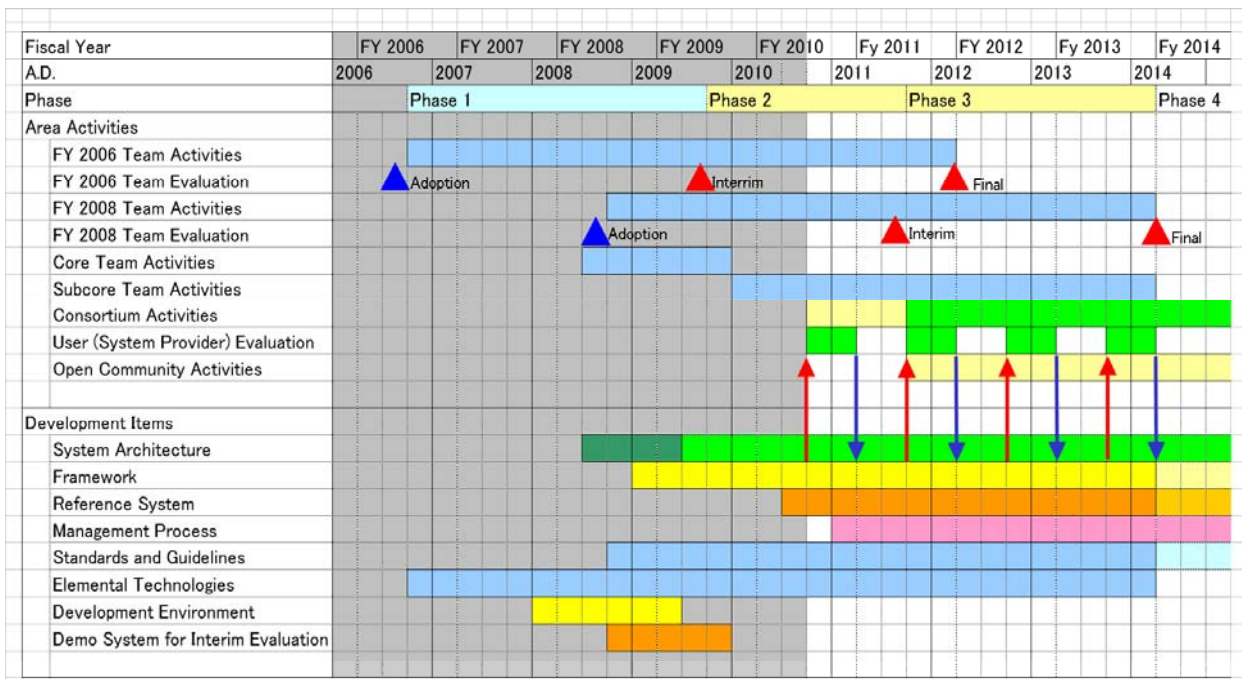 Fiscal Year FY 2006 FY 2007 FY 2008 FY 2009 FY 2010 Fy 2011 FY 2012 Fy 2013 Fy 2014
A.D. 2006 2007 2008 2009 2010 2011 2012 2013 2014
Phase Phase 1 Phase 2 Phase 3 Phase 4
Area Activities
FY 2006 Team Activities
FY 2006 Team Evaluation Adoption Interrim Final
FY 2008 Team Activities
FY 2008 Team Evaluation Adoption Interim Final
Core Team Activities
Subcore Team Activities
Consortium Activities
User (System Provider) Evaluation
Open Community Activities
Development Items
System Architecture
Framework
Reference System
Management Process
Standards and Guidelines
Elemental Technologies
Development Environment
Demo System for Interim Evaluation